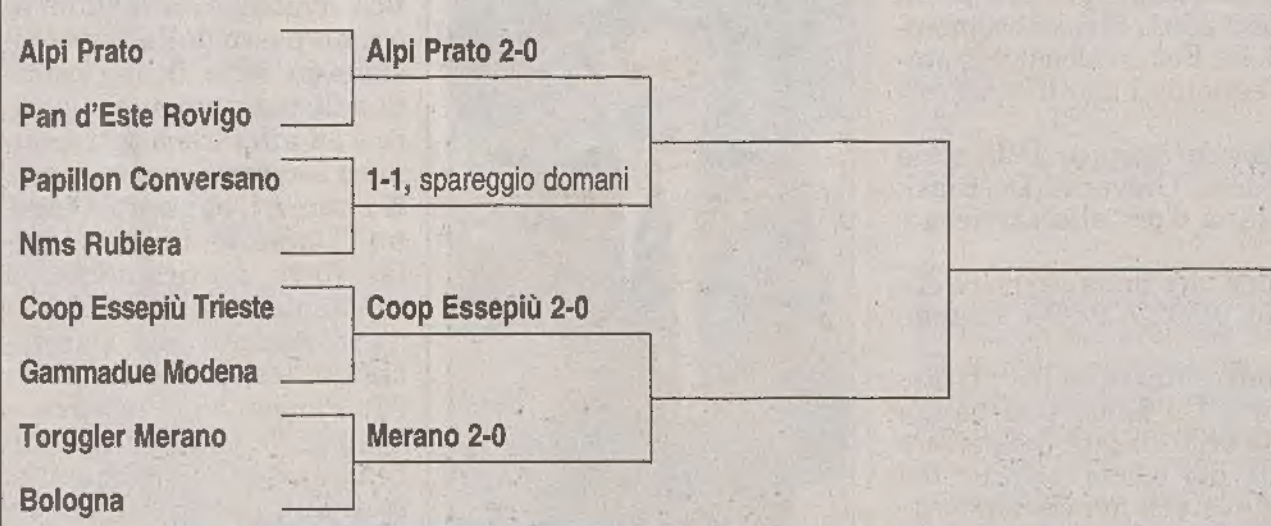 Alpi Prato
Alpi Prato 2-0
Pan d'Este Rovigo
Papillon Conversano
1-1, spareggio domani
Nms Rubiera
Coop Essepiù Trieste
Coop Essepiù 2-0
Gammadue Modena
Torggler Merano
Merano 2-0
Bologna